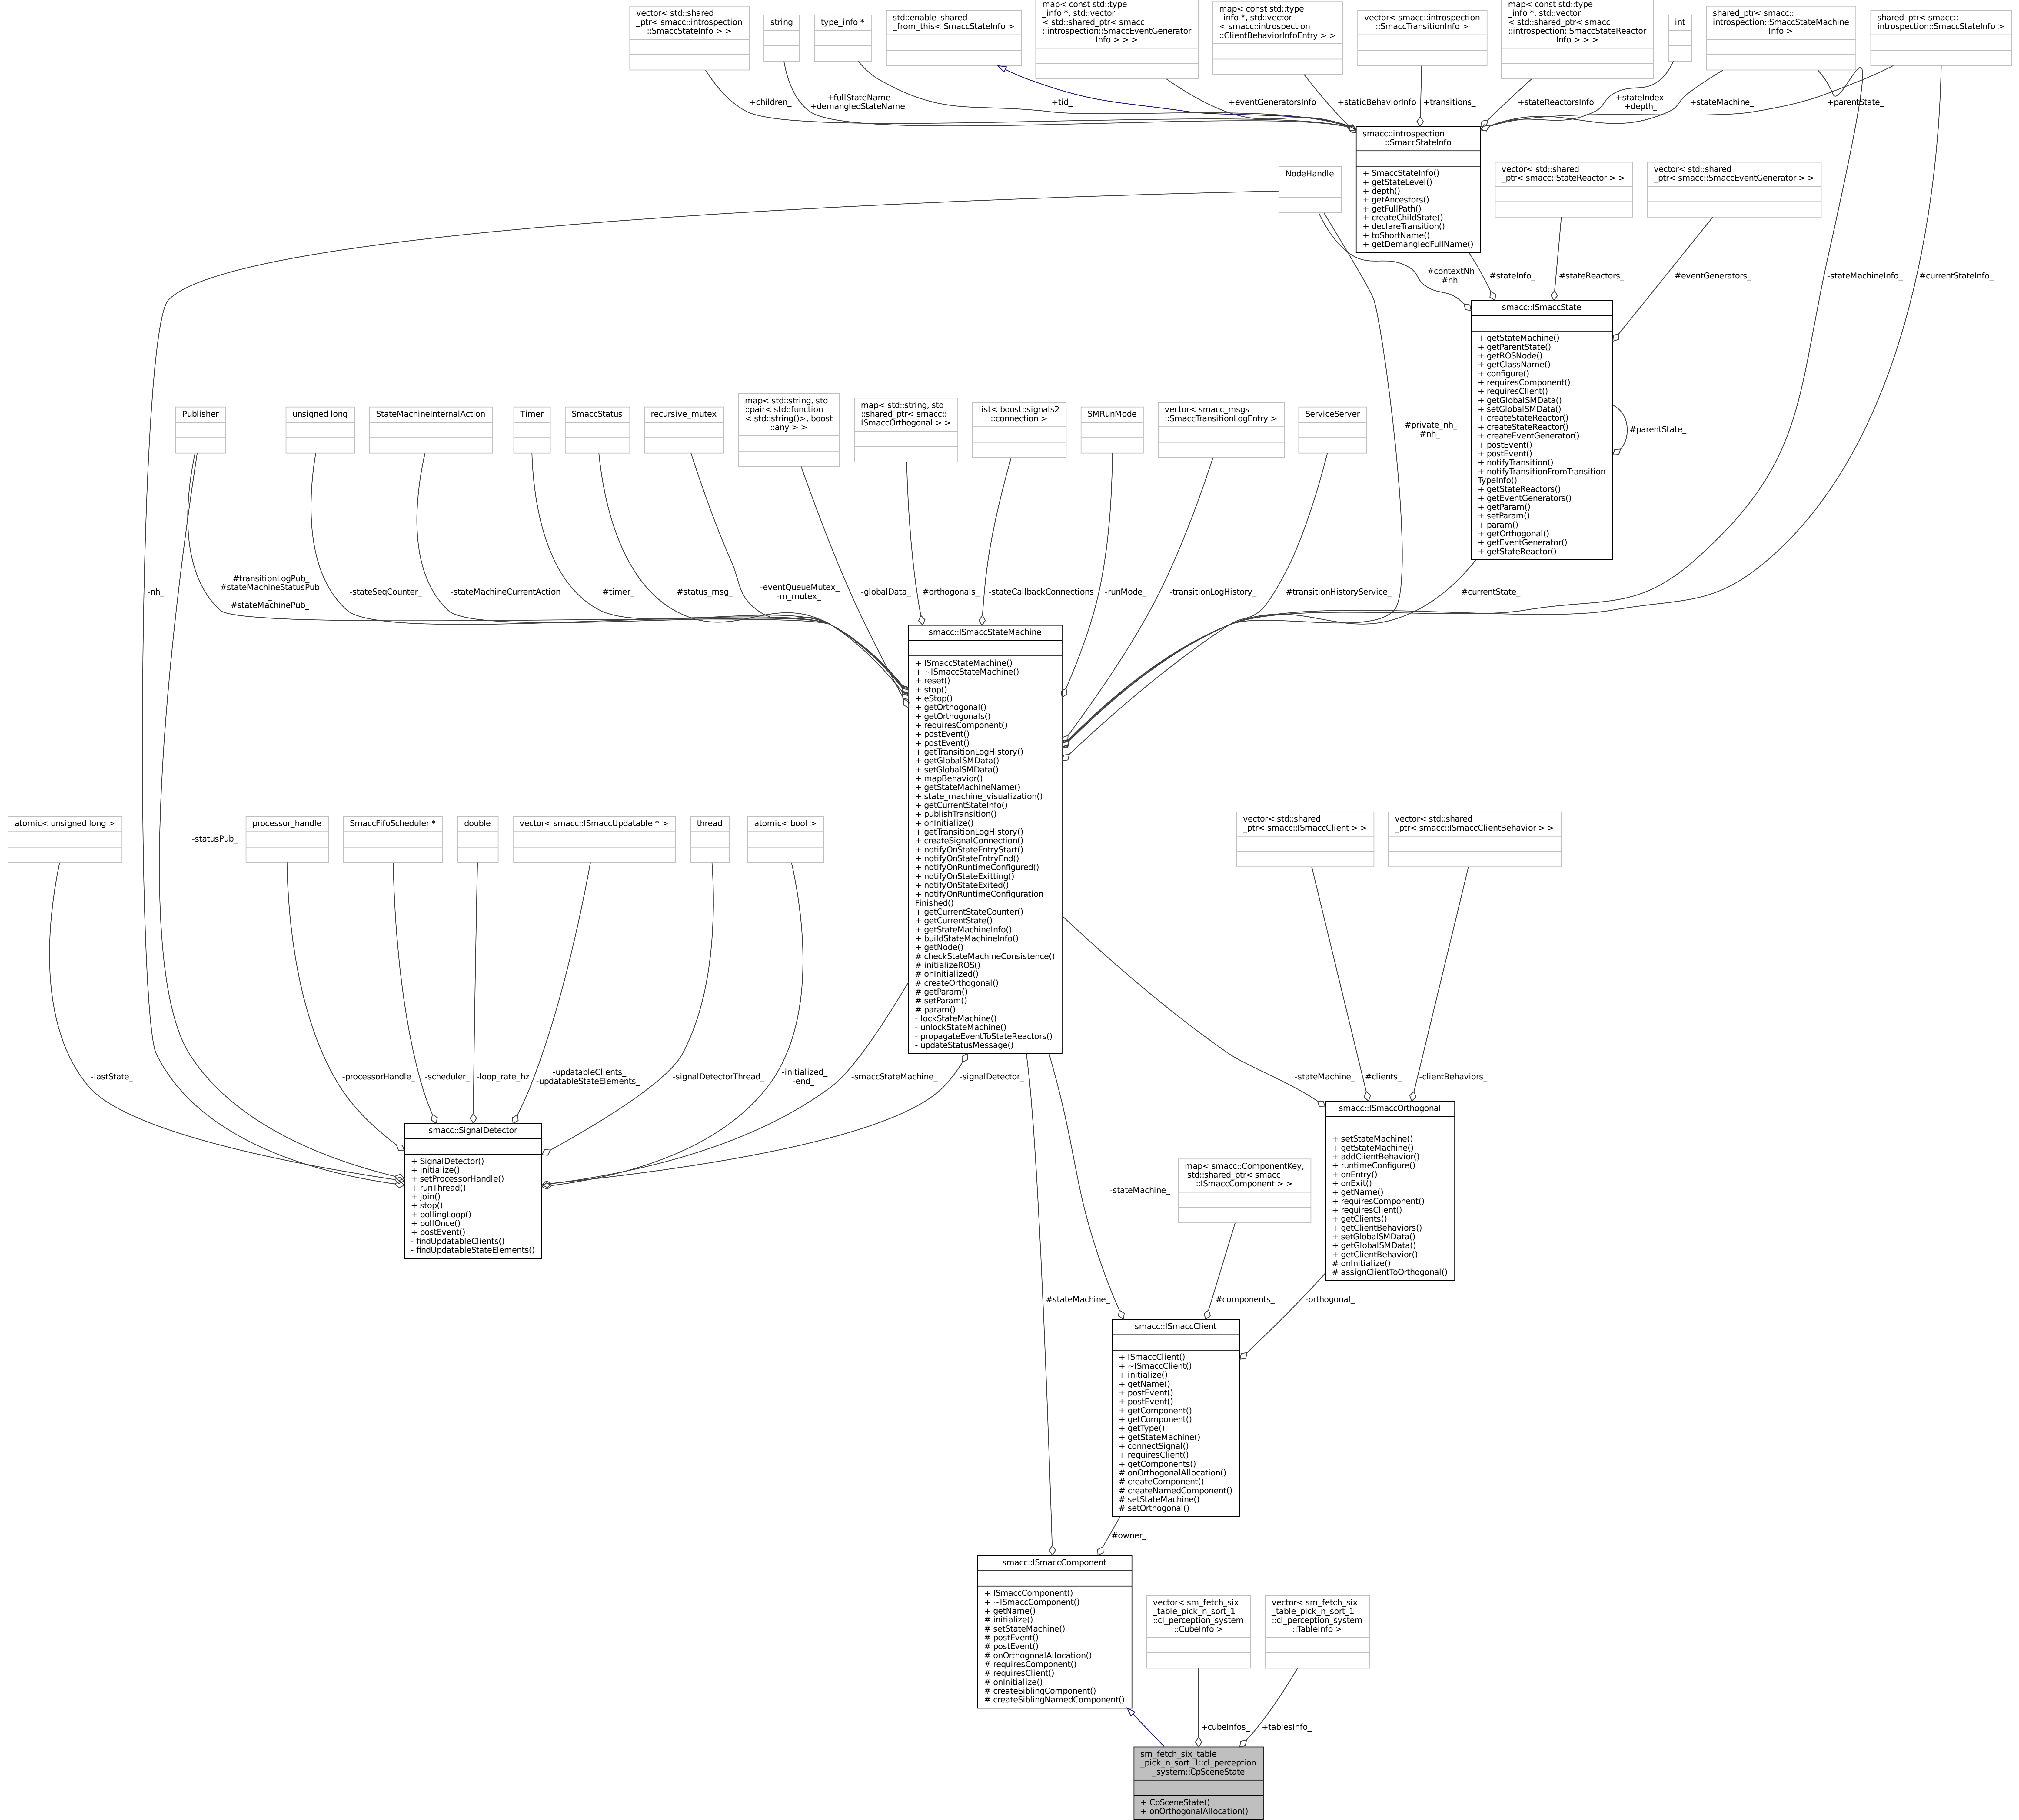 vector< std::shared
_ptr< smacc::introspection
::SmaccStateInfo > >
string
type_info *
std::enable_shared
_from_this< SmaccStateInfo >
map< const std::type
_info *, std::vector
< std::shared_ptr< smacc
::introspection::SmaccEventGenerator
Info > > >
map< const std::type
_info *, std::vector
< smacc::introspection
::ClientBehaviorInfoEntry > >
vector< smacc::introspection
::SmaccTransitionInfo >
map< const std::type
_info *, std::vector
< std::shared_ptr< smacc
::introspection::SmaccStateReactor
Info > > >
int
shared_ptr< smacc::
introspection::SmaccStateMachine
Info >
shared_ptr< smacc::
introspection::SmaccStateInfo >
+children_
+fullStateName
+demangledStateName
+tid_
+eventGeneratorsInfo
+staticBehaviorInfo
+transitions_
+stateReactorsInfo
+stateIndex_
+depth_
+stateMachine_
+parentState_
smacc::introspection
::SmaccStateInfo
+ SmaccStateInfo()
+ getStateLevel()
+ depth()
+ getAncestors()
+ getFullPath()
+ createChildState()
+ declareTransition()
+ toShortName()
+ getDemangledFullName()
NodeHandle
vector< std::shared
_ptr< smacc::StateReactor > >
vector< std::shared
_ptr< smacc::SmaccEventGenerator > >
#contextNh
#nh
#stateInfo_
#stateReactors_
#eventGenerators_
-stateMachineInfo_
#currentStateInfo_
smacc::ISmaccState
+ getStateMachine()
+ getParentState()
+ getROSNode()
+ getClassName()
+ configure()
+ requiresComponent()
+ requiresClient()
+ getGlobalSMData()
+ setGlobalSMData()
+ createStateReactor()
+ createStateReactor()
+ createEventGenerator()
+ postEvent()
+ postEvent()
+ notifyTransition()
+ notifyTransitionFromTransition
TypeInfo()
+ getStateReactors()
+ getEventGenerators()
+ getParam()
+ setParam()
+ param()
+ getOrthogonal()
+ getEventGenerator()
+ getStateReactor()
#parentState_
Publisher
unsigned long
StateMachineInternalAction
Timer
SmaccStatus
recursive_mutex
map< std::string, std
::pair< std::function
< std::string()>, boost
::any > >
map< std::string, std
::shared_ptr< smacc::
ISmaccOrthogonal > >
list< boost::signals2
::connection >
SMRunMode
vector< smacc_msgs
::SmaccTransitionLogEntry >
ServiceServer
#private_nh_
#nh_
-nh_
#transitionLogPub_
#stateMachineStatusPub
_
#stateMachinePub_
-stateSeqCounter_
-stateMachineCurrentAction
#timer_
#status_msg_
-eventQueueMutex_
-m_mutex_
-globalData_
#orthogonals_
-stateCallbackConnections
-runMode_
-transitionLogHistory_
#transitionHistoryService_
#currentState_
smacc::ISmaccStateMachine
+ ISmaccStateMachine()
+ ~ISmaccStateMachine()
+ reset()
+ stop()
+ eStop()
+ getOrthogonal()
+ getOrthogonals()
+ requiresComponent()
+ postEvent()
+ postEvent()
+ getTransitionLogHistory()
+ getGlobalSMData()
+ setGlobalSMData()
+ mapBehavior()
+ getStateMachineName()
+ state_machine_visualization()
+ getCurrentStateInfo()
+ publishTransition()
+ onInitialize()
+ getTransitionLogHistory()
+ createSignalConnection()
+ notifyOnStateEntryStart()
+ notifyOnStateEntryEnd()
+ notifyOnRuntimeConfigured()
+ notifyOnStateExitting()
+ notifyOnStateExited()
+ notifyOnRuntimeConfiguration
Finished()
+ getCurrentStateCounter()
+ getCurrentState()
+ getStateMachineInfo()
+ buildStateMachineInfo()
+ getNode()
# checkStateMachineConsistence()
# initializeROS()
# onInitialized()
# createOrthogonal()
# getParam()
# setParam()
# param()
- lockStateMachine()
- unlockStateMachine()
- propagateEventToStateReactors()
- updateStatusMessage()
atomic< unsigned long >
-statusPub_
processor_handle
SmaccFifoScheduler *
double
vector< smacc::ISmaccUpdatable * >
thread
atomic< bool >
vector< std::shared
_ptr< smacc::ISmaccClient > >
vector< std::shared
_ptr< smacc::ISmaccClientBehavior > >
-lastState_
-processorHandle_
-scheduler_
-loop_rate_hz
-updatableClients_
-updatableStateElements_
-signalDetectorThread_
-initialized_
-end_
-smaccStateMachine_
-signalDetector_
-stateMachine_
#clients_
-clientBehaviors_
smacc::SignalDetector
+ SignalDetector()
+ initialize()
+ setProcessorHandle()
+ runThread()
+ join()
+ stop()
+ pollingLoop()
+ pollOnce()
+ postEvent()
- findUpdatableClients()
- findUpdatableStateElements()
smacc::ISmaccOrthogonal
+ setStateMachine()
+ getStateMachine()
+ addClientBehavior()
+ runtimeConfigure()
+ onEntry()
+ onExit()
+ getName()
+ requiresComponent()
+ requiresClient()
+ getClients()
+ getClientBehaviors()
+ setGlobalSMData()
+ getGlobalSMData()
+ getClientBehavior()
# onInitialize()
# assignClientToOrthogonal()
-stateMachine_
map< smacc::ComponentKey,
std::shared_ptr< smacc
::ISmaccComponent > >
#stateMachine_
#components_
-orthogonal_
smacc::ISmaccClient
+ ISmaccClient()
+ ~ISmaccClient()
+ initialize()
+ getName()
+ postEvent()
+ postEvent()
+ getComponent()
+ getComponent()
+ getType()
+ getStateMachine()
+ connectSignal()
+ requiresClient()
+ getComponents()
# onOrthogonalAllocation()
# createComponent()
# createNamedComponent()
# setStateMachine()
# setOrthogonal()
#owner_
smacc::ISmaccComponent
+ ISmaccComponent()
+ ~ISmaccComponent()
+ getName()
# initialize()
# setStateMachine()
# postEvent()
# postEvent()
# onOrthogonalAllocation()
# requiresComponent()
# requiresClient()
# onInitialize()
# createSiblingComponent()
# createSiblingNamedComponent()
vector< sm_fetch_six
_table_pick_n_sort_1
::cl_perception_system
::CubeInfo >
vector< sm_fetch_six
_table_pick_n_sort_1
::cl_perception_system
::TableInfo >
+cubeInfos_
+tablesInfo_
sm_fetch_six_table
_pick_n_sort_1::cl_perception
_system::CpSceneState
+ CpSceneState()
+ onOrthogonalAllocation()